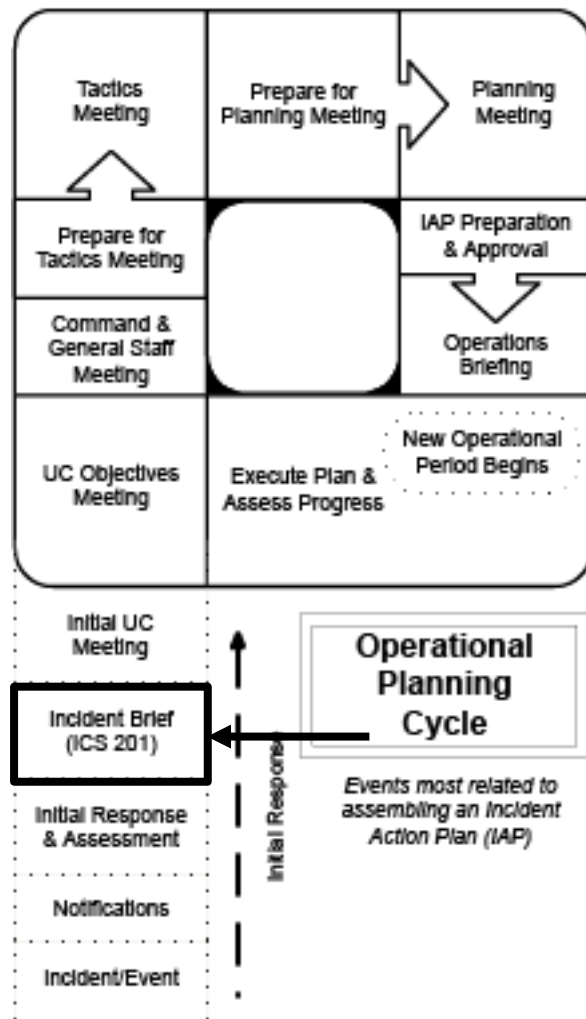 Tactics
Meeting
Prepare for
Planning Meeting
Planning
Meeting
Prepare for
Tactics Meeting
IAP Preparation
& Approval
Command &
General Staff
Meeting
Operations
Briefing
UC Objectives
Meeting
Execute Plan &
Assess Progress
New Operational
Period Begins
Initial UC
Meeting
Operational
Planning
Cycle
Incident Brief
(ICS 201)
Initial Response
Events most related to
assembling an Incident
Action Plan (IAP)
Initial Response
& Assessment
Notifications
Incident/Event